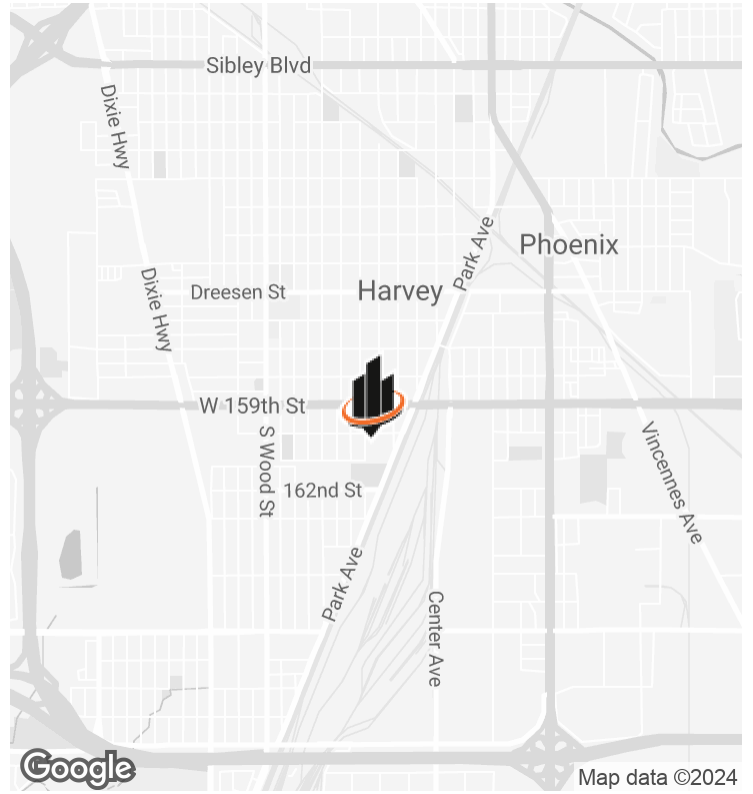 Sibley Blvd
Dixie Hwy
Park Ave
Phoenix
Dixie Hwy
Dreesen St
Harvey
W 159th St
S Wood St
Vincennes Ave
162nd St
Park Ave
Center Ave
Google
Map data ©2024